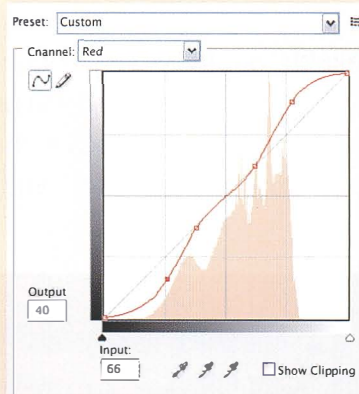 Preset: Custom
Channel: Red
Output
40
Input:
66
Show Clipping